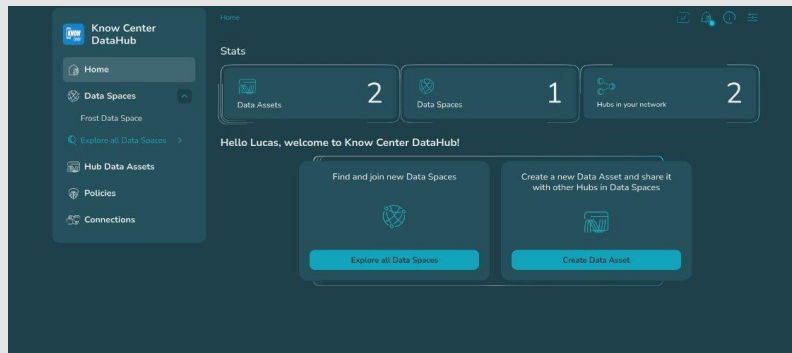 KNOW
Know Center
DataHub
Home
Data Spaces
Frost Data Space
Explore all Data Spaces
Hub Data Assets
Policies
Connections
Home
Stats
Data Assets
2
Data Spaces
1
Hubs in your network
2
Hello Lucas, welcome to Know Center DataHub!
Find and join new Data Spaces
Explore all Data Spaces
Create a new Data Asset and share it
with other Hubs in Data Spaces
Create Data Asset